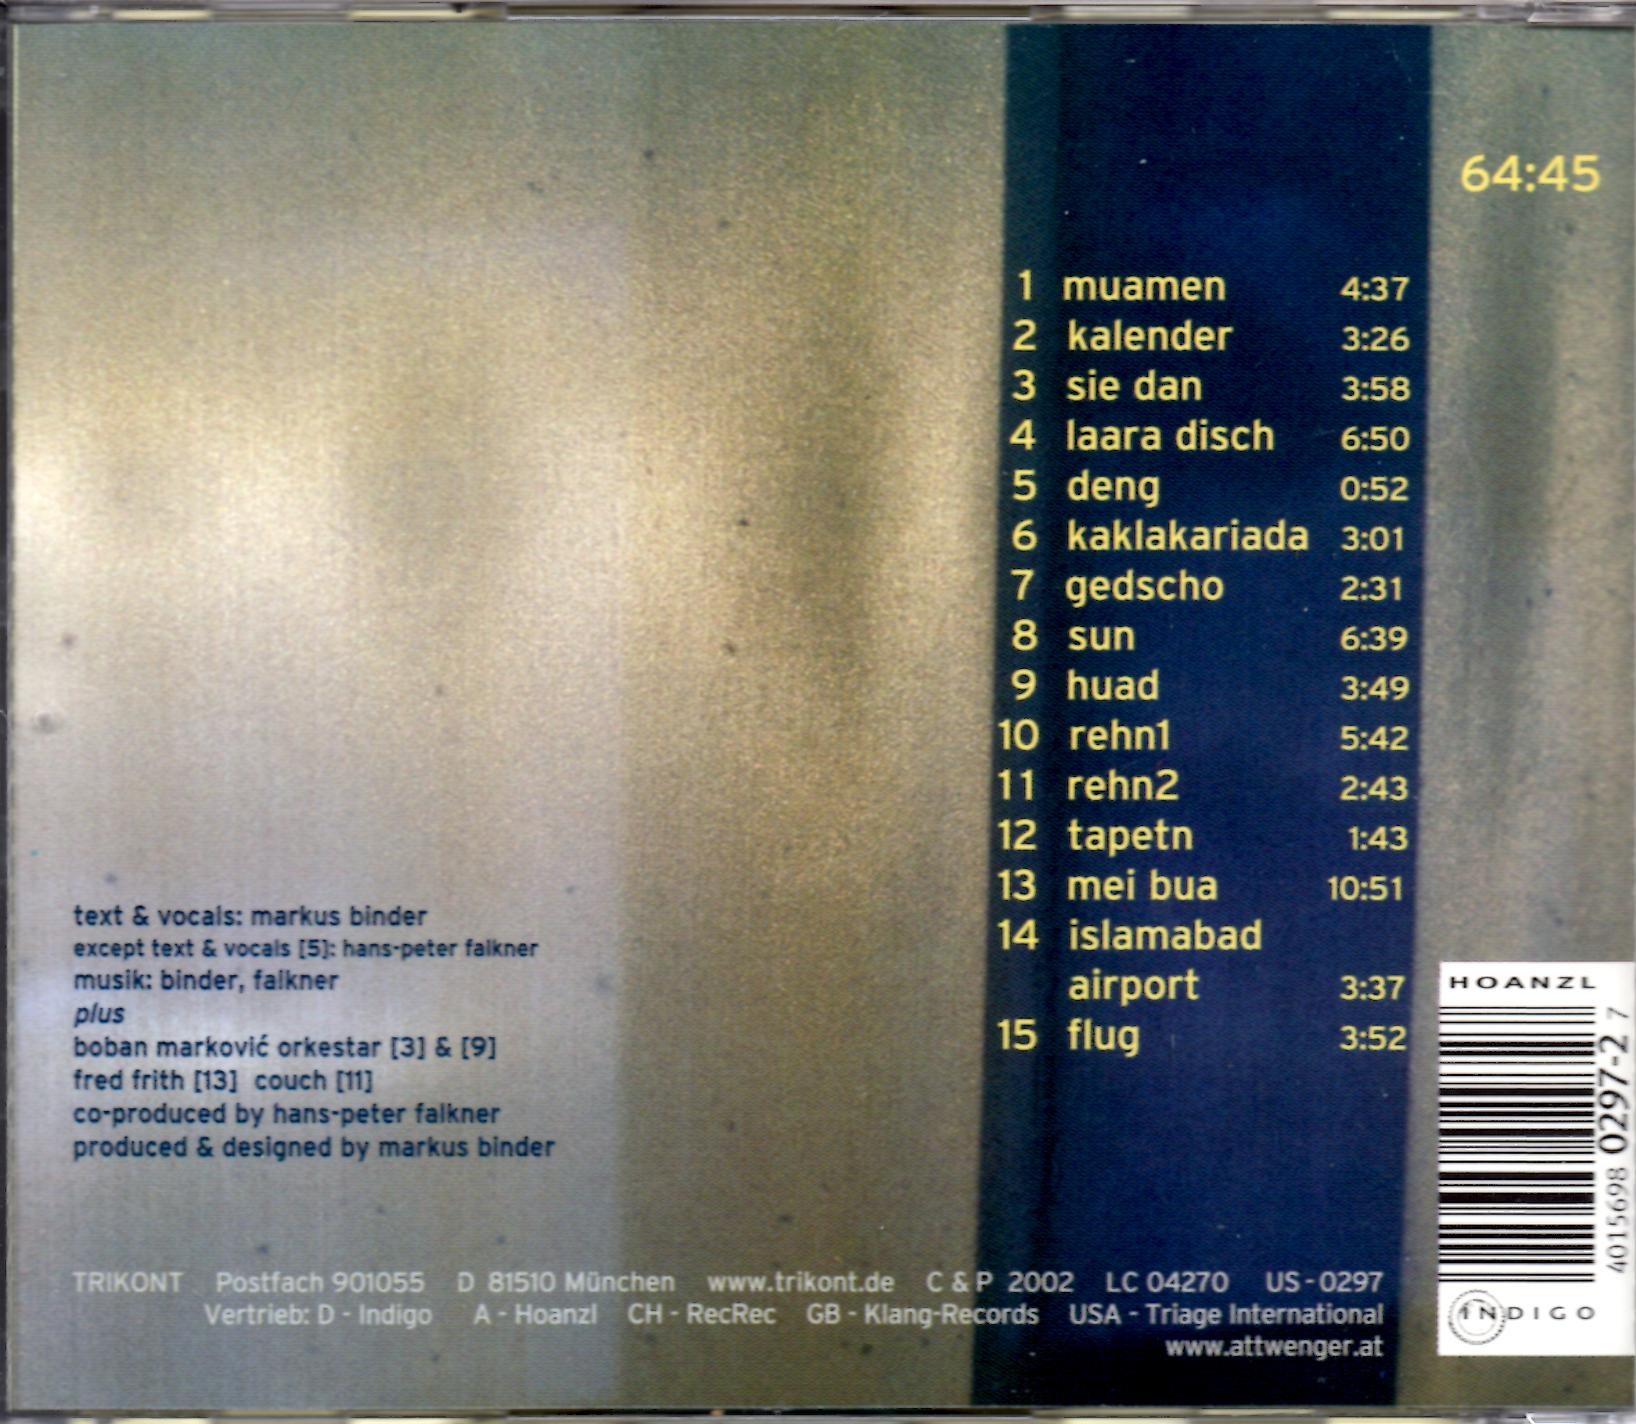 64:45
1 muamen 4:37
2 kalender 3:26
3 sie dan 3:58
4 laara disch 6:50
5 deng 0:52
6 kaklakariada 3:01
7 gedscho 2:31
8 sun 6:39
9 huad 3:49
10 rehn1 5:42
11 rehn2 2:43
12 tapetn 1:43
13 mei bua 10:51
14 islamabad
airport 3:37
15 flug 3:52
text & vocals: markus binder
except text & vocals [5]: hans-peter falkner
musik: binder, falkner
plus
boban marković orkestar [3] & [9]
fred frith [13] couch [11]
co-produced by hans-peter falkner
produced & designed by markus binder
TRIKONT Postfach 901055 D 81510 München www.trikont.de C & P 2002 LC 04270 US-0297
Vertrieb: D - Indigo A - Hoanzl CH - RecRec GB - Klang-Records USA - Triage International
www.attwenger.at
HOANZL
4015698 0297-2 7
INDIGO